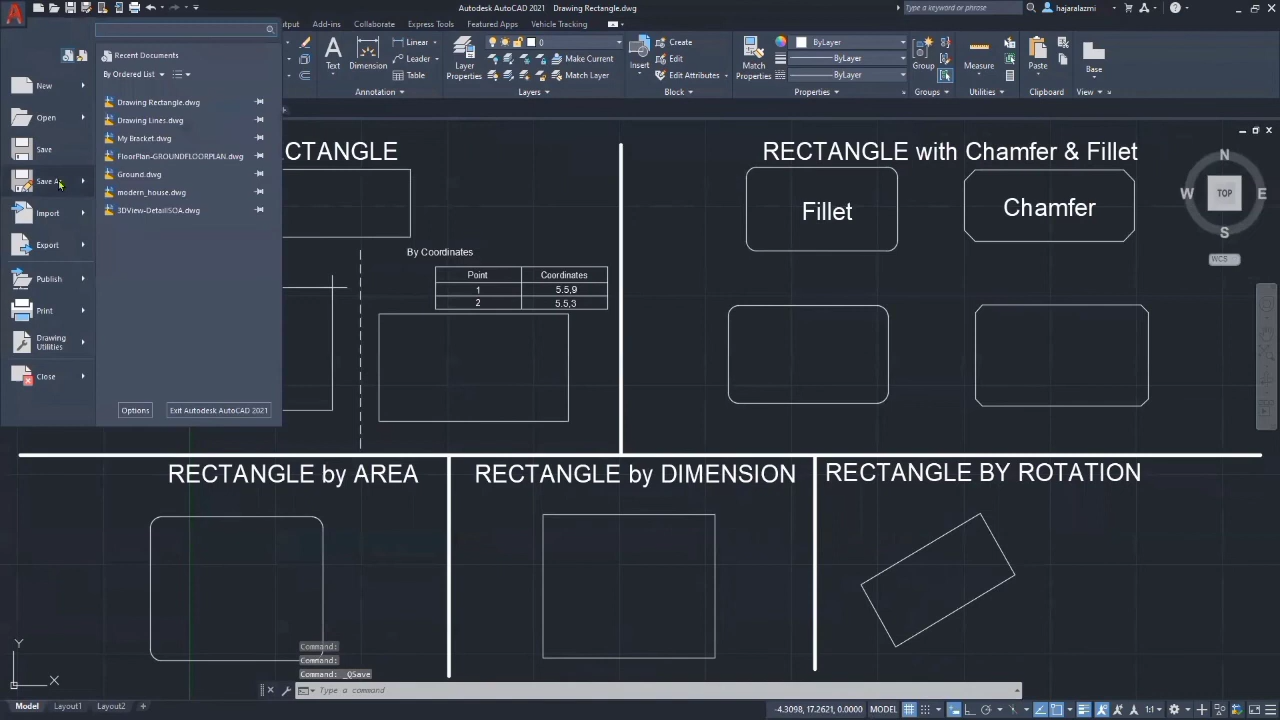 Autodesk AutoCAD 2021 Drawing Rectangle.dwg
Type a keyword or phrase
hajaralazmi
Add-ins Collaborate Express Tools Featured Apps Vehicle Tracking
Recent Documents
By Ordered List
Drawing Rectangle.dwg
Drawing Lines.dwg
My Bracket.dwg
FloorPlan-GROUNDFLOORPLAN.dwg
Ground.dwg
modern_house.dwg
New
Open
Save
Save As
Import
Export
Publish
Print
Drawing
Utilities
Close
Options
Exit Autodesk AutoCAD 2021
Text
Dimension
Linear
Leader
Table
Annotation
Layer
Properties
0
Make Current
Match Layer
Layers
Insert
Create
Edit
Edit Attributes
Block
Match
Properties
ByLayer
ByLayer
ByLayer
Properties
Group
Groups
Measure
Utilities
Paste
Clipboard
Base
View
CTANGLE
By Coordinates
Point Coordinates
1 5.5,9
2 5.5,3
RECTANGLE with Chamfer & Fillet
Fillet
Chamfer
N
W TOP E
S
WCS
RECTANGLE by AREA
RECTANGLE by DIMENSION
RECTANGLE BY ROTATION
Y
X
Command:
Command:
Command: _QSave
Type a command
Model Layout1 Layout2 +
-4.3098, 17.2621, 0.0000 MODEL
1:1